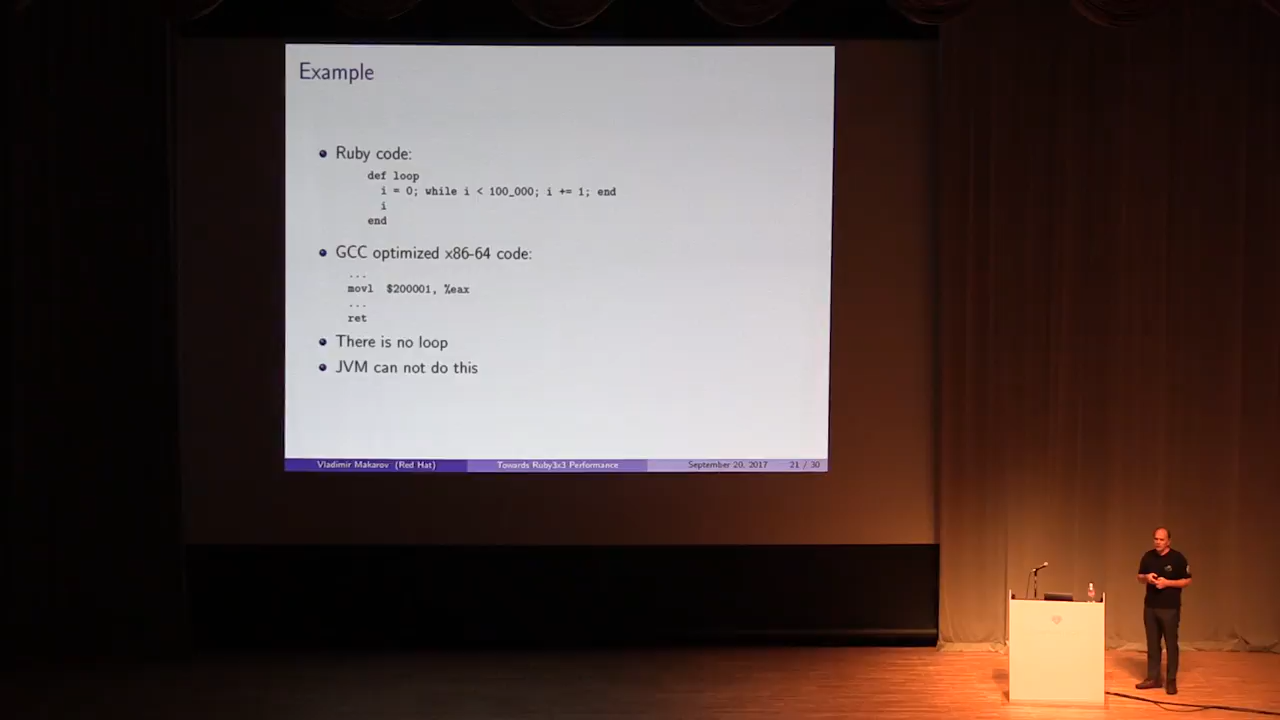 Example
Ruby code:
def loop
i = 0; while i < 100_000; i += 1; end
i
end
GCC optimized x86-64 code:
...
movl $200001, %eax
...
ret
There is no loop
JVM can not do this
Vladimir Makarov (Red Hat) Towards Ruby3x3 Performance September 20, 2017 21 / 30